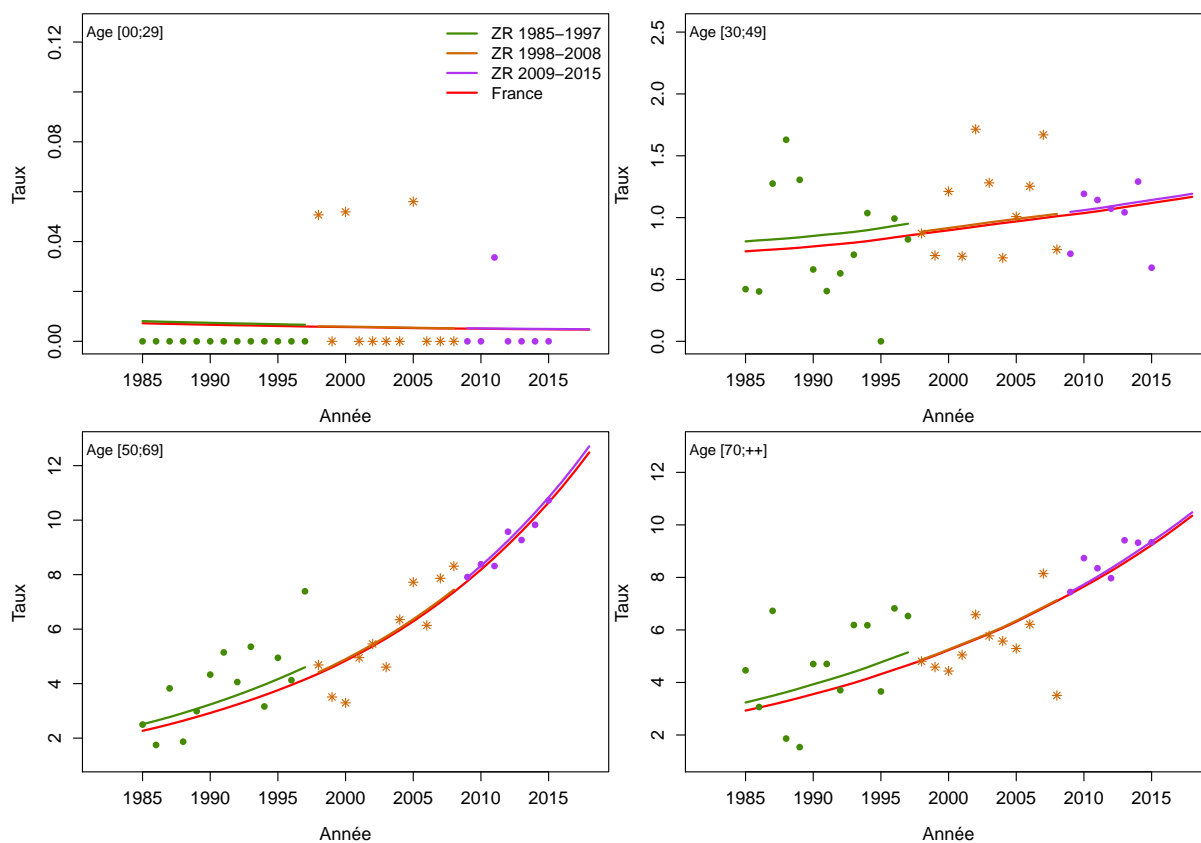 Age [00;29]
ZR 1985−1997
ZR 1998−2008
ZR 2009−2015
France
0.12
0.08
0.04
0.00
Taux
1985 1990 1995 2000 2005 2010 2015
Année
Age [30;49]
2.5
2.0
1.5
1.0
0.5
0.0
Taux
1985 1990 1995 2000 2005 2010 2015
Année
Age [50;69]
12
10
8
6
4
2
Taux
1985 1990 1995 2000 2005 2010 2015
Année
Age [70;++]
12
10
8
6
4
2
Taux
1985 1990 1995 2000 2005 2010 2015
Année